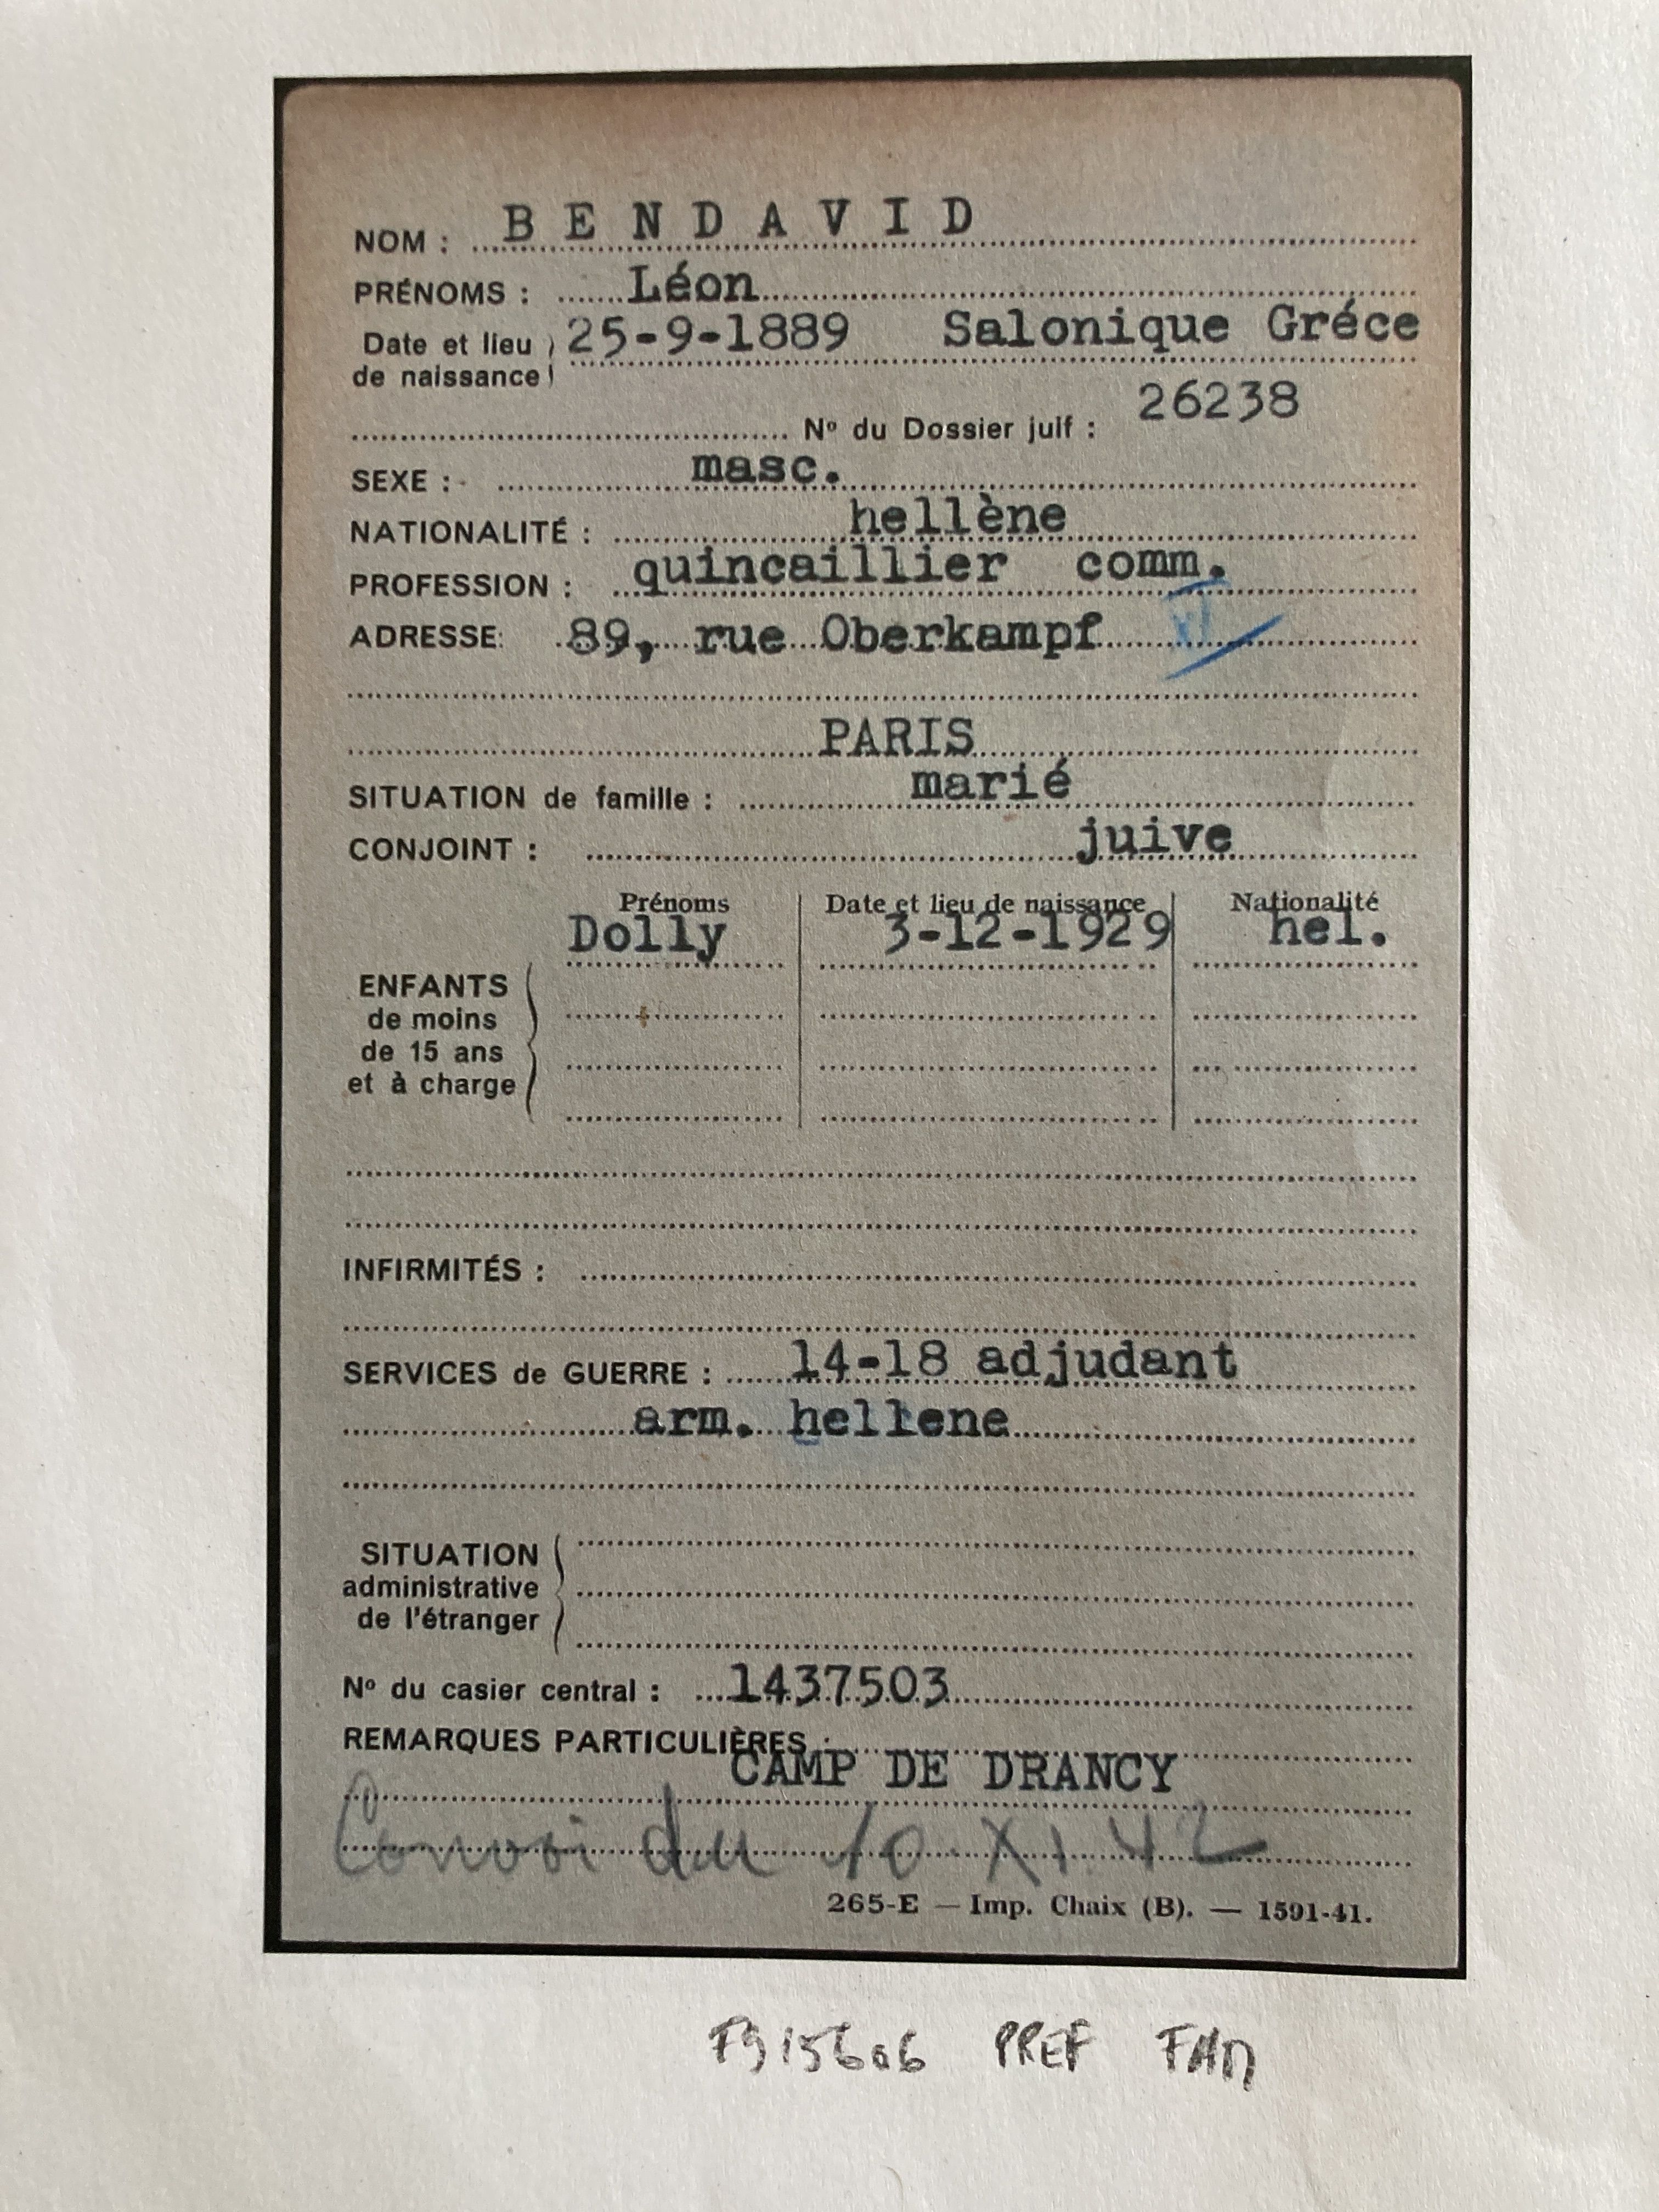 NOM : BENDAVID
PRÉNOMS : Léon
Date et lieu de naissance 25-9-1889 Salonique Gréce
Nº du Dossier juif : 26238
SEXE : masc.
NATIONALITÉ : hellène
PROFESSION : quincaillier comm.
ADRESSE: 89, rue Oberkampf XI
PARIS
SITUATION de famille : marié
CONJOINT : juive
Prénoms Date et lieu de naissance Nationalité
Dolly 3-12-1929 hel.
ENFANTS
de moins
de 15 ans
et à charge
INFIRMITÉS :
SERVICES de GUERRE : 14-18 adjudant
arm. hellene
SITUATION
administrative
de l'étranger
Nº du casier central : 1437503
REMARQUES PARTICULIÈRES :
CAMP DE DRANCY
Convoi du 10.XI.42
265-E — Imp. Chaix (B). — 1591-41.
F9 15606 PREF FAM